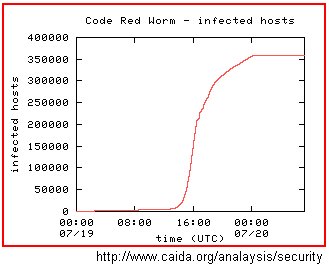 Code Red Worm - infected hosts
400000
350000
300000
250000
200000
150000
100000
50000
0
infected hosts
00:00 08:00 16:00 00:00
07/19 07/20
time (UTC)
http://www.caida.org/analaysis/security